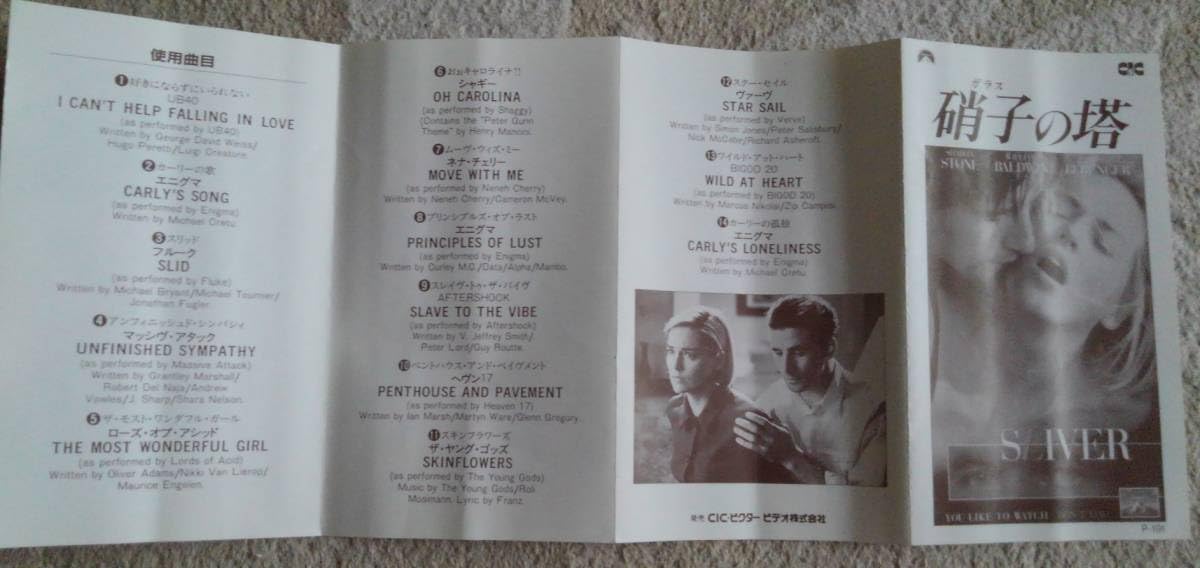 使用曲目
❶好きにならずにいられない
UB40
I CAN'T HELP FALLING IN LOVE
(as performed by UB40)
Written by George David Weiss/
Hugo Peretti/Luigi Creatore.
❷カーリーの歌
エニグマ
CARLY'S SONG
(as performed by Enigma)
Written by Michael Cretu
❸スリッド
フルーク
SLID
(as performed by Fluke)
Written by Michael Bryant/Michael Tournier/
Jonathan Fugler.
❹アンフィニッシュド・シンパシィ
マッシヴ・アタック
UNFINISHED SYMPATHY
(as performed by Massive Attack)
Written by Grantley Marshall/
Robert Del Naja/Andrew
Vowles/J. Sharp/Shara Nelson.
❺ザ・モスト・ワンダフル・ガール
ローズ・オブ・アシッド
THE MOST WONDERFUL GIRL
(as performed by Lords of Acid)
Written by Oliver Adams/Nikki Van Lierop/
Maurice Engelen.
❻おぉキャロライナ!!
シャギー
OH CAROLINA
(as performed by Shaggy)
(Contains the "Peter Gunn
Theme" by Henry Mancini.
❼ムーヴ・ウィズ・ミー
ネナ・チェリー
MOVE WITH ME
(as performed by Neneh Cherry)
Written by Neneh Cherry/Cameron McVey.
❽プリンシプルズ・オブ・ラスト
エニグマ
PRINCIPLES OF LUST
(as performed by Enigma)
Written by Curley M.C./Data/Alpha/Mambo.
❾スレイヴ・トゥ・ザ・バイヴ
AFTERSHOCK
SLAVE TO THE VIBE
(as performed by Aftershock)
Written by V. Jeffrey Smith/
Peter Lord/Guy Routte.
❿ペントハウス・アンド・ペイヴメント
ヘヴン17
PENTHOUSE AND PAVEMENT
(as performed by Heaven 17)
Written by Ian Marsh/Martyn Ware/Glenn Gregory.
⓫スキンフラワーズ
ザ・ヤング・ゴッズ
SKINFLOWERS
(as performed by The Young Gods)
Music by The Young Gods/Roli
Mosimann. Lyric by Franz.
⓬スター・セイル
ヴァーヴ
STAR SAIL
(as performed by Verve)
Written by Simon Jones/Peter Salisbury/
Nick McCabe/Richard Ashcroft.
⓭ワイルド・アット・ハート
BIGOD 20
WILD AT HEART
(as performed by BIGOD 20)
Written by Marcus Nikolai/Zip Campisi.
⓮カーリーの孤独
エニグマ
CARLY'S LONELINESS
(as performed by Enigma)
Written by Michael Cretu
発売 CIC・ビクター ビデオ株式会社
CIC
ガラス
硝子の塔
SHARON
STONE
BALDWIN
BERENGER
SLIVER
YOU LIKE TO WATCH